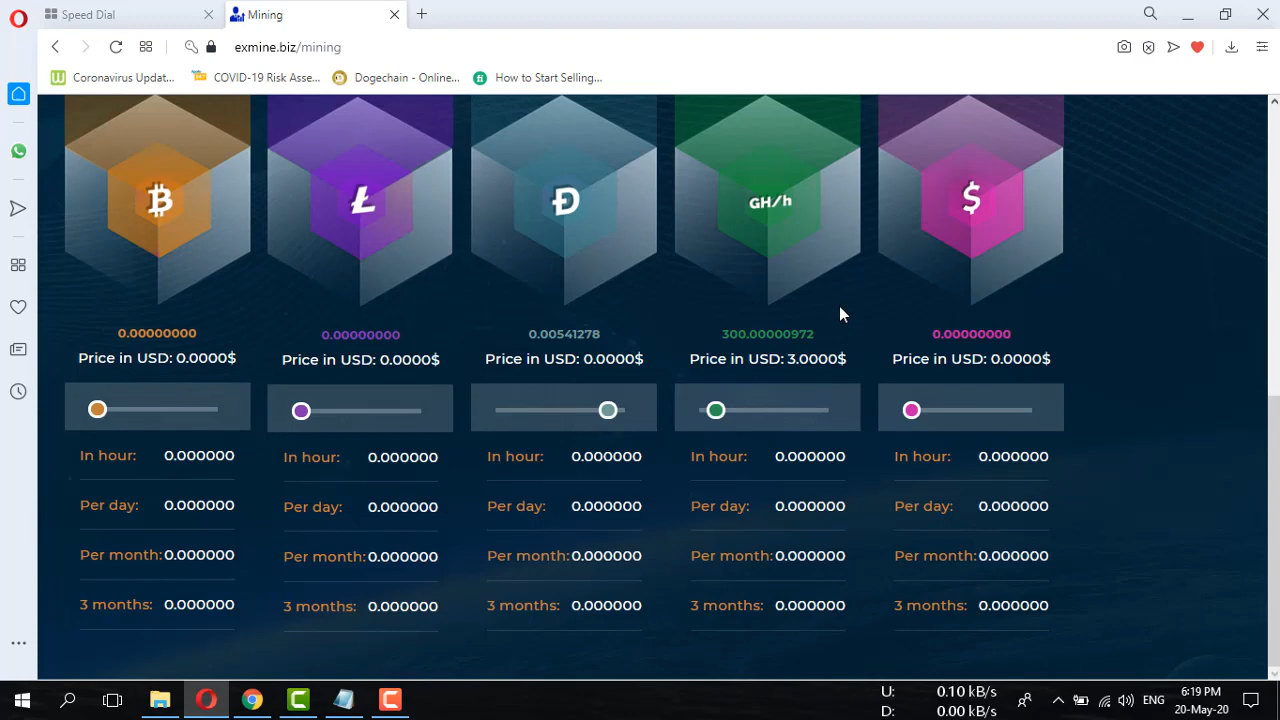 Speed Dial
Mining
exmine.biz/mining
Coronavirus Updat...
COVID-19 Risk Asse...
Dogechain - Online...
How to Start Selling...
₿
Ł
Ð
GH/h
$
0.00000000
0.00000000
0.00541278
300.00000972
0.00000000
Price in USD: 0.0000$
Price in USD: 0.0000$
Price in USD: 0.0000$
Price in USD: 3.0000$
Price in USD: 0.0000$
In hour: 0.000000
In hour: 0.000000
In hour: 0.000000
In hour: 0.000000
In hour: 0.000000
Per day: 0.000000
Per day: 0.000000
Per day: 0.000000
Per day: 0.000000
Per day: 0.000000
Per month: 0.000000
Per month: 0.000000
Per month: 0.000000
Per month: 0.000000
Per month: 0.000000
3 months: 0.000000
3 months: 0.000000
3 months: 0.000000
3 months: 0.000000
3 months: 0.000000
U: 0.10 kB/s
D: 0.00 kB/s
ENG
6:19 PM
20-May-20